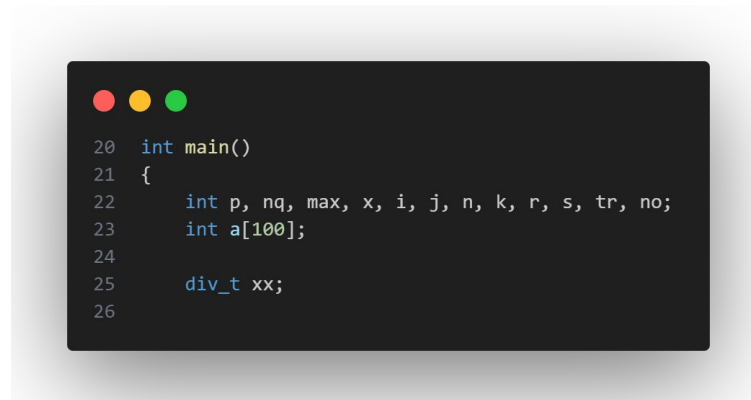 20 int main()
21 {
22     int p, nq, max, x, i, j, n, k, r, s, tr, no;
23     int a[100];
24
25     div_t xx;
26